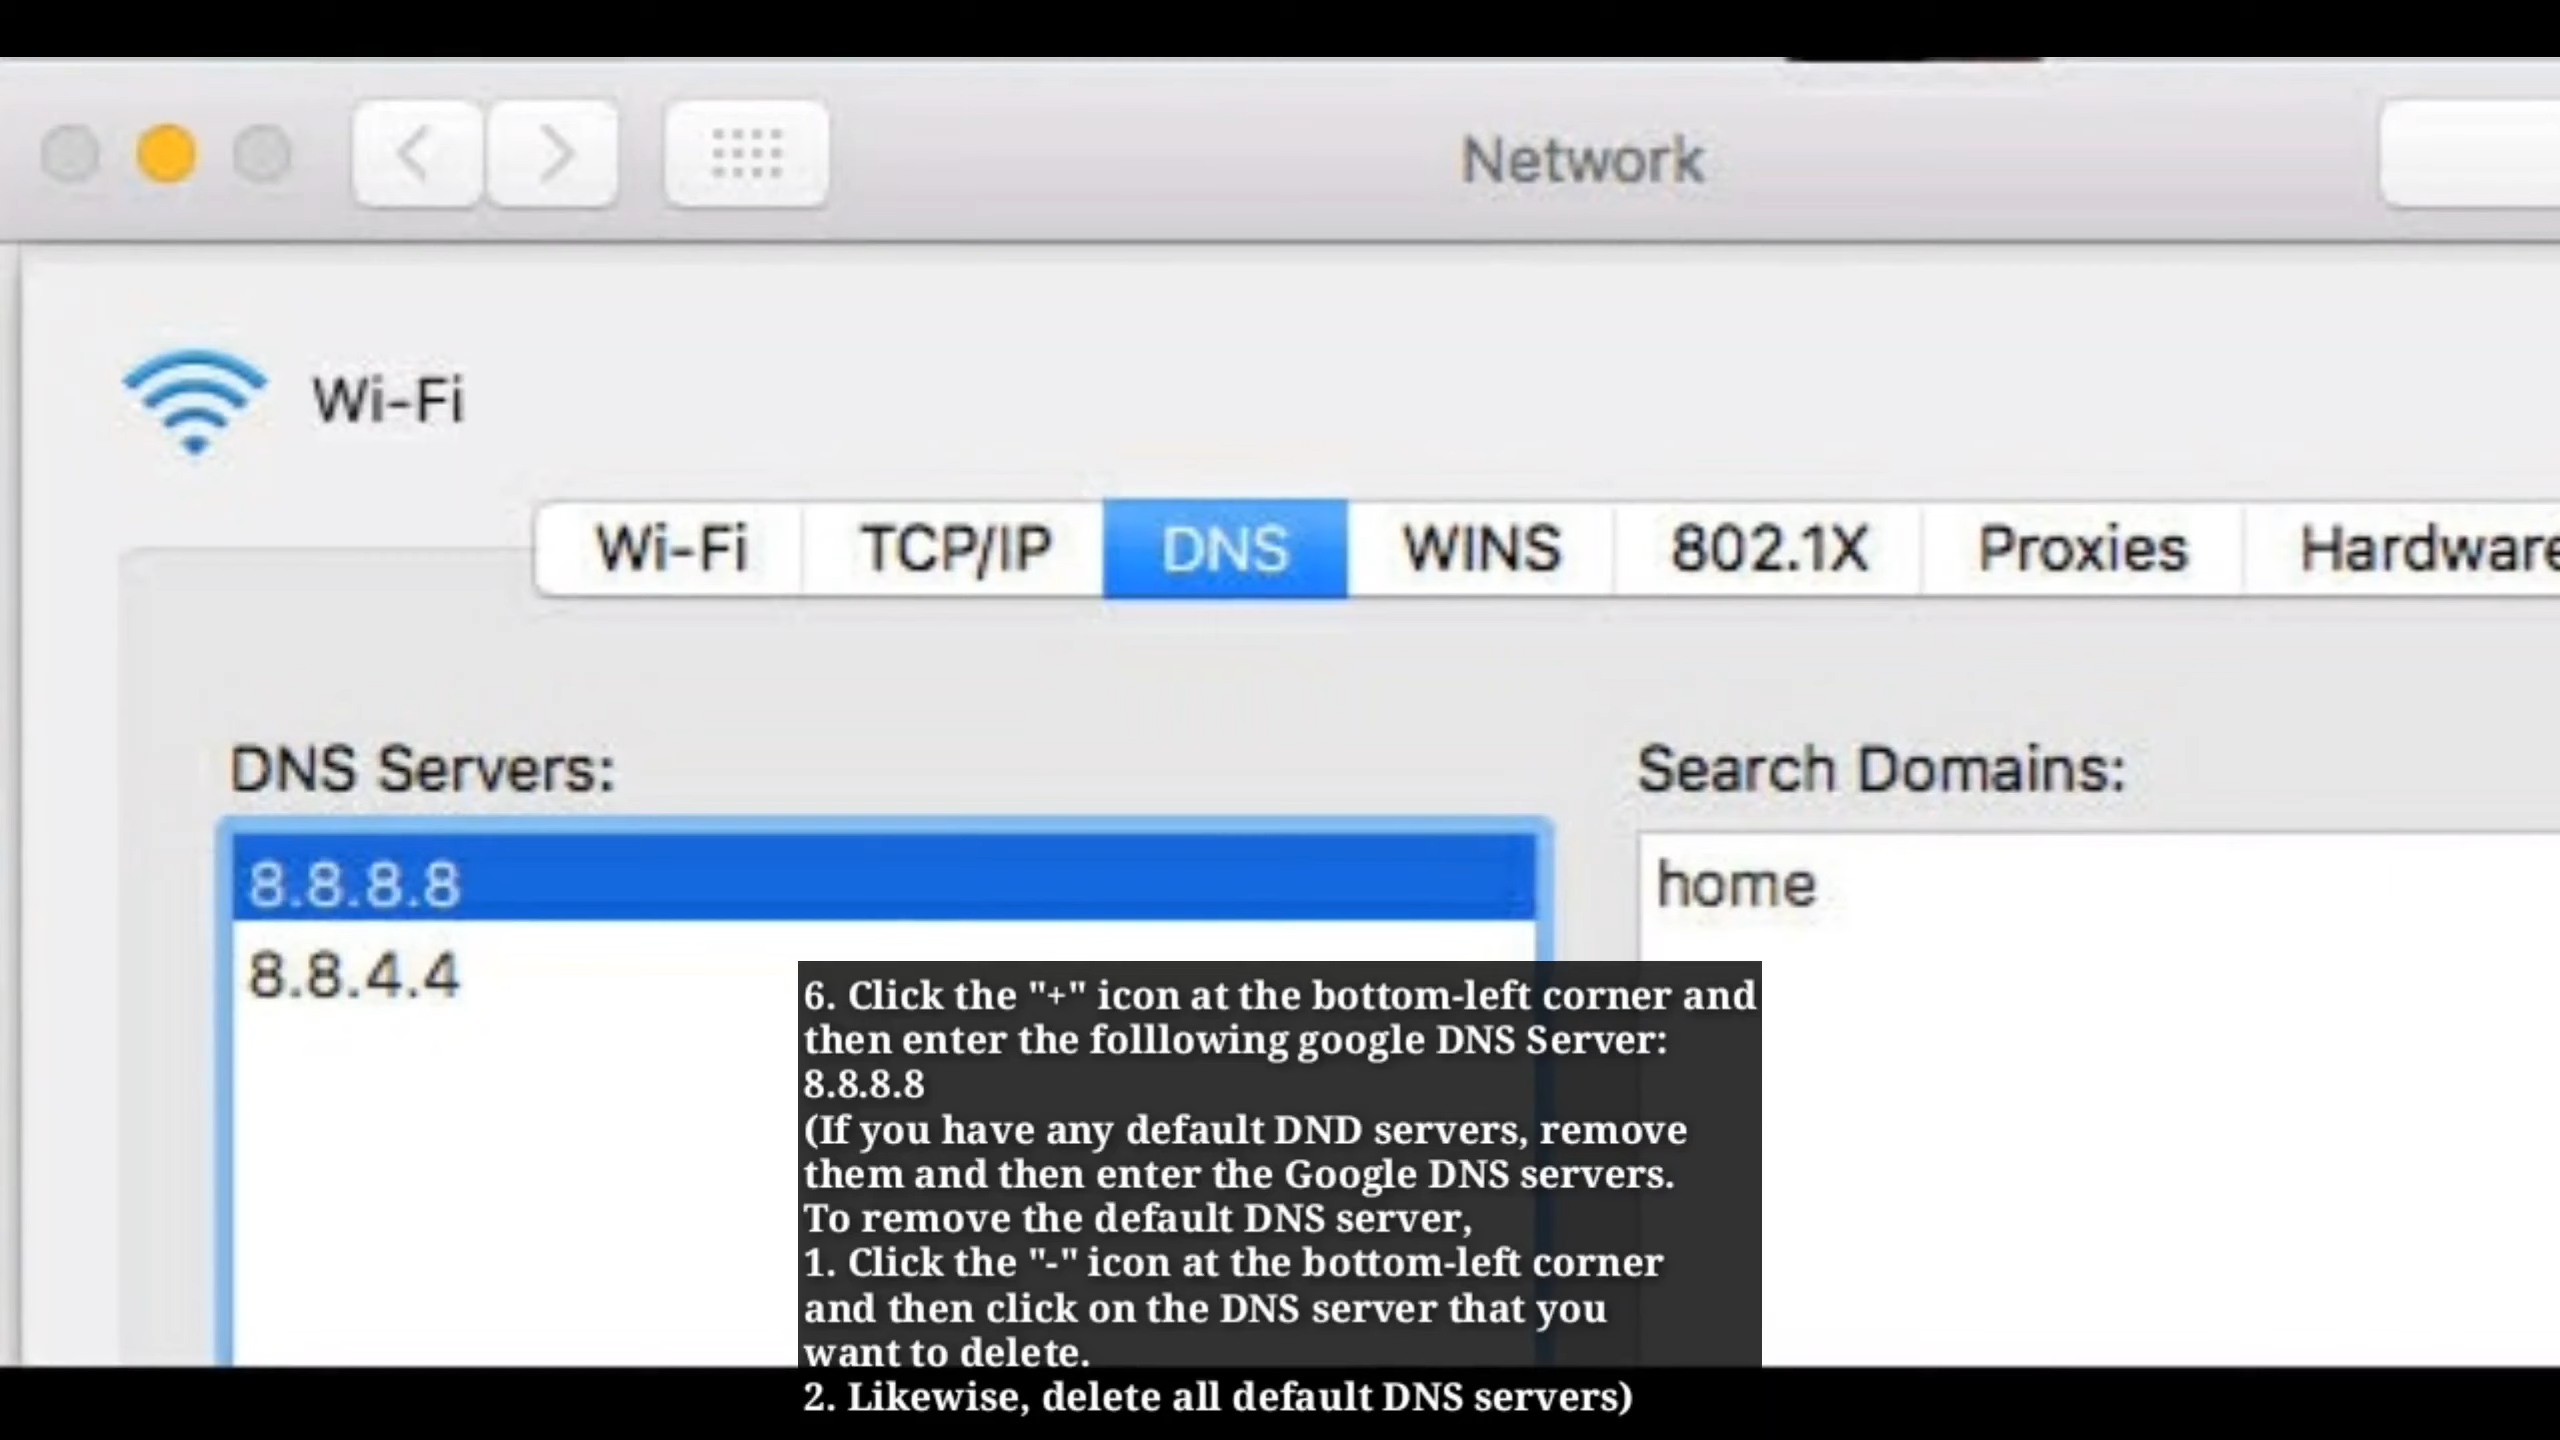 Network
Wi-Fi
Wi-Fi TCP/IP DNS WINS 802.1X Proxies Hardware
DNS Servers:
Search Domains:
8.8.8.8
home
8.8.4.4
6. Click the "+" icon at the bottom-left corner and
then enter the folllowing google DNS Server:
8.8.8.8
(If you have any default DND servers, remove
them and then enter the Google DNS servers.
To remove the default DNS server,
1. Click the "-" icon at the bottom-left corner
and then click on the DNS server that you
want to delete.
2. Likewise, delete all default DNS servers)